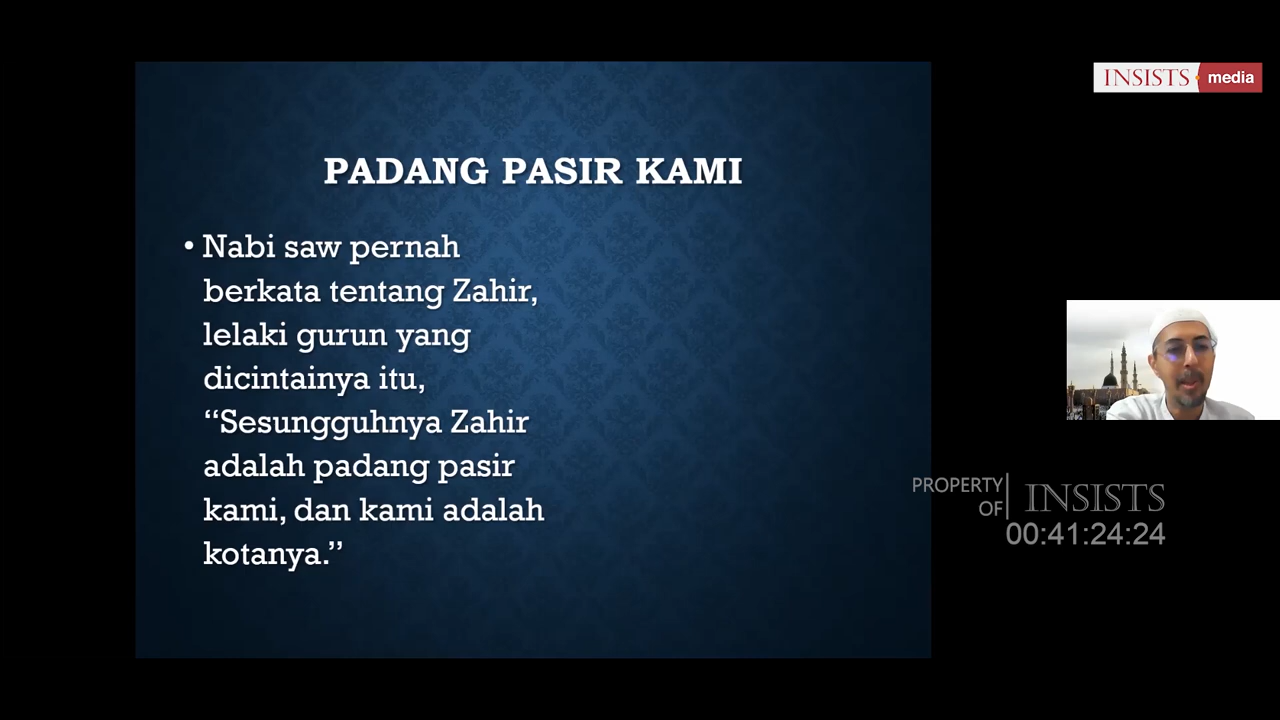 INSISTS media
PADANG PASIR KAMI
• Nabi saw pernah
berkata tentang Zahir,
lelaki gurun yang
dicintainya itu,
“Sesungguhnya Zahir
adalah padang pasir
kami, dan kami adalah
kotanya.”
PROPERTY
OF
INSISTS
00:41:24:24